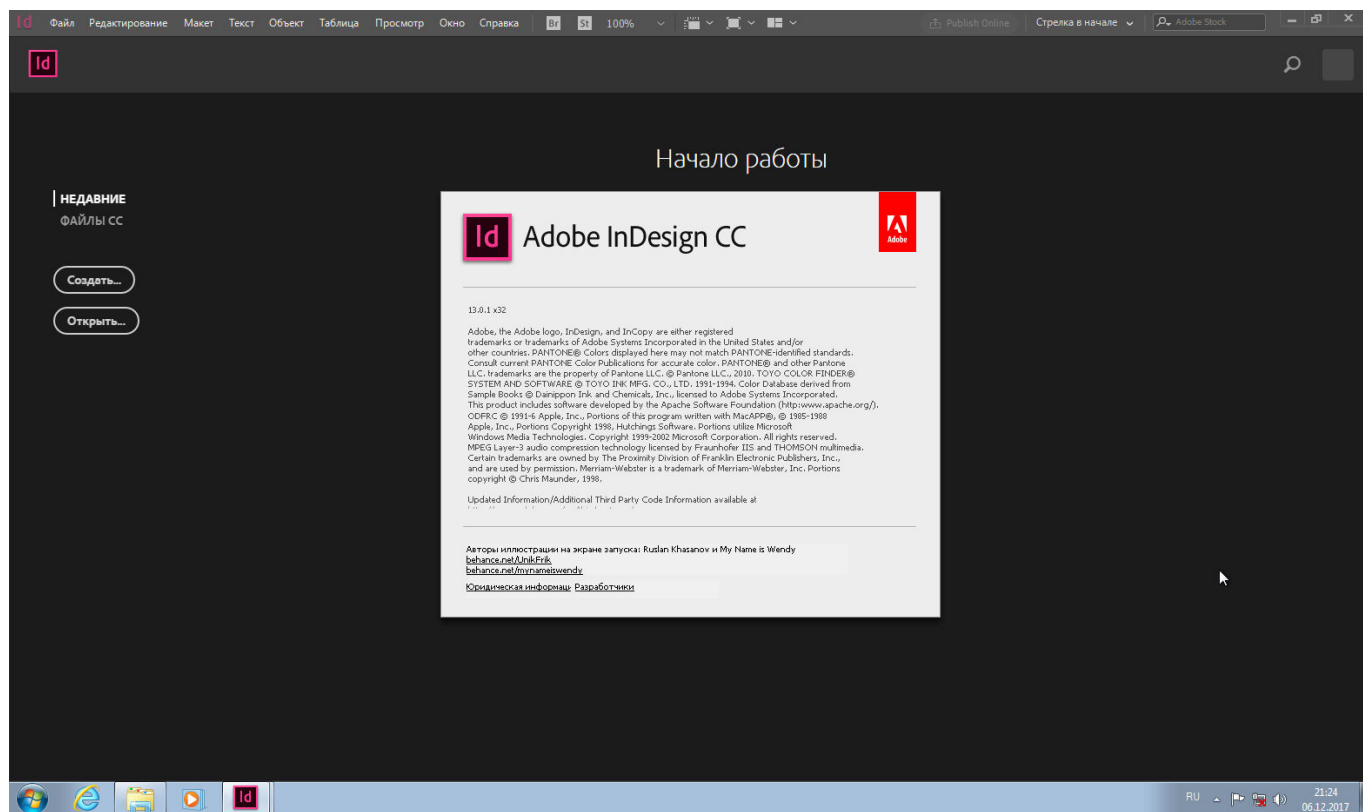 Id Файл Редактирование Макет Текст Объект Таблица Просмотр Окно Справка Br St 100% Publish Online Стрелка в начале Adobe Stock
Id
Начало работы
НЕДАВНИЕ
ФАЙЛЫ CC
Создать...
Открыть...
Id Adobe InDesign CC
Adobe
13.0.1 x32
Adobe, the Adobe logo, InDesign, and InCopy are either registered
trademarks or trademarks of Adobe Systems Incorporated in the United States and/or
other countries. PANTONE® Colors displayed here may not match PANTONE-identified standards.
Consult current PANTONE Color Publications for accurate color. PANTONE® and other Pantone
LLC. trademarks are the property of Pantone LLC. © Pantone LLC., 2010. TOYO COLOR FINDER®
SYSTEM AND SOFTWARE © TOYO INK MFG. CO., LTD. 1991-1994. Color Database derived from
Sample Books © Dainippon Ink and Chemicals, Inc., licensed to Adobe Systems Incorporated.
This product includes software developed by the Apache Software Foundation (http:www.apache.org/).
ODFRC © 1991-6 Apple, Inc., Portions of this program written with MacAPP®, © 1985-1988
Apple, Inc., Portions Copyright 1998, Hutchings Software. Portions utilize Microsoft
Windows Media Technologies. Copyright 1999-2002 Microsoft Corporation. All rights reserved.
MPEG Layer-3 audio compression technology licensed by Fraunhofer IIS and THOMSON multimedia.
Certain trademarks are owned by The Proximity Division of Franklin Electronic Publishers, Inc.,
and are used by permission. Merriam-Webster is a trademark of Merriam-Webster, Inc. Portions
copyright © Chris Maunder, 1998.
Updated Information/Additional Third Party Code Information available at
Авторы иллюстрации на экране запуска: Ruslan Khasanov и My Name is Wendy
behance.net/UnikFrik
behance.net/mynameiswendy
Юридическая информаць Разработчики
Id
RU
21:24
06.12.2017